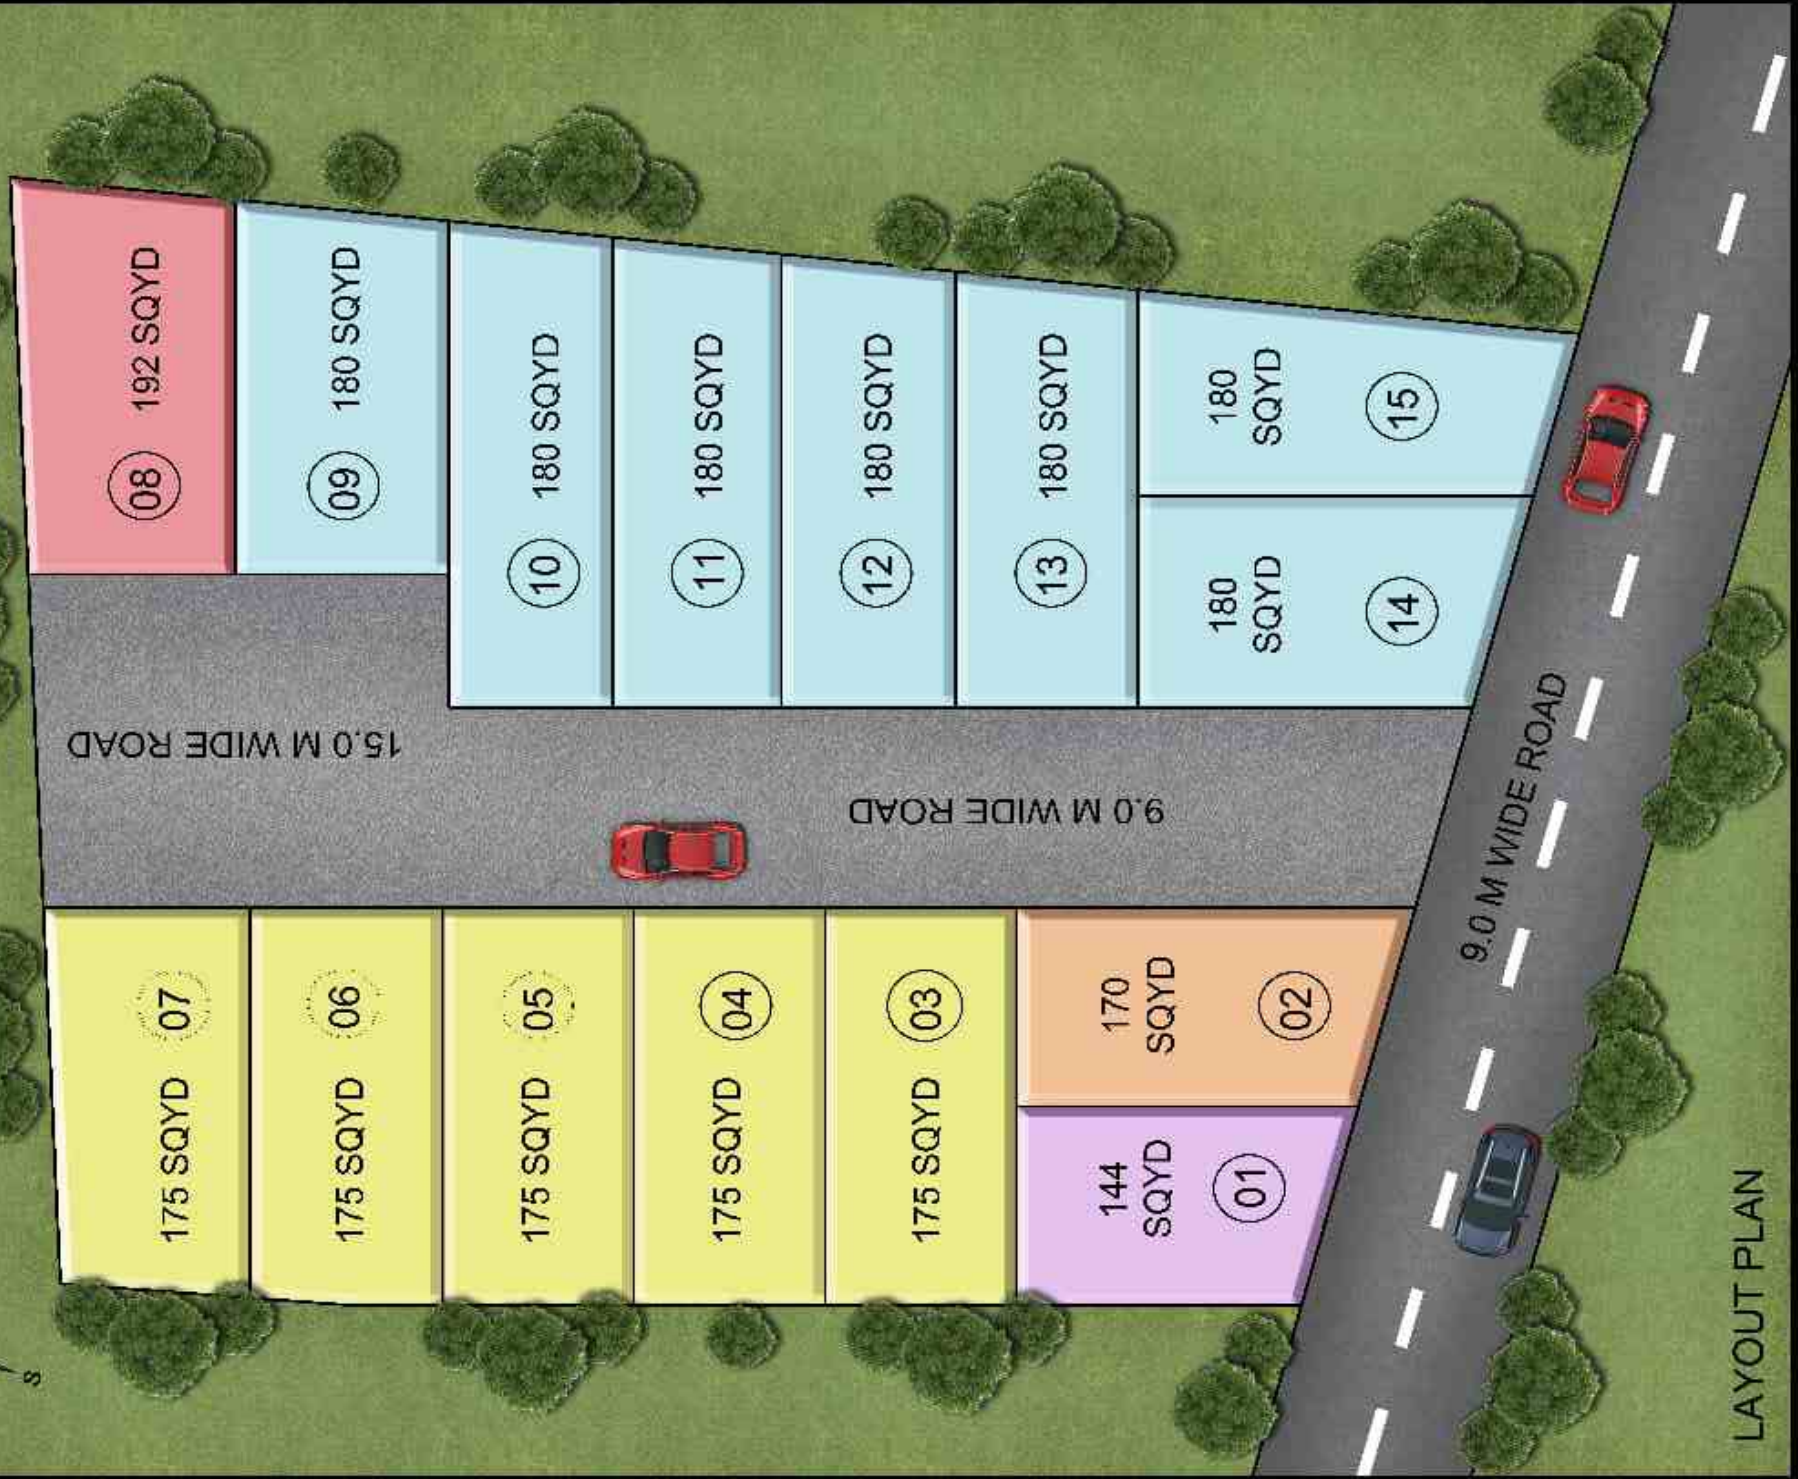 08 192 SQYD
09 180 SQYD
10 180 SQYD
11 180 SQYD
12 180 SQYD
13 180 SQYD
180
SQYD
15
180
SQYD
14
15.0 M WIDE ROAD
9.0 M WIDE ROAD
9.0 M WIDE ROAD
175 SQYD 07
175 SQYD 06
175 SQYD 05
175 SQYD 04
175 SQYD 03
170
SQYD
02
144
SQYD
01
S
LAYOUT PLAN